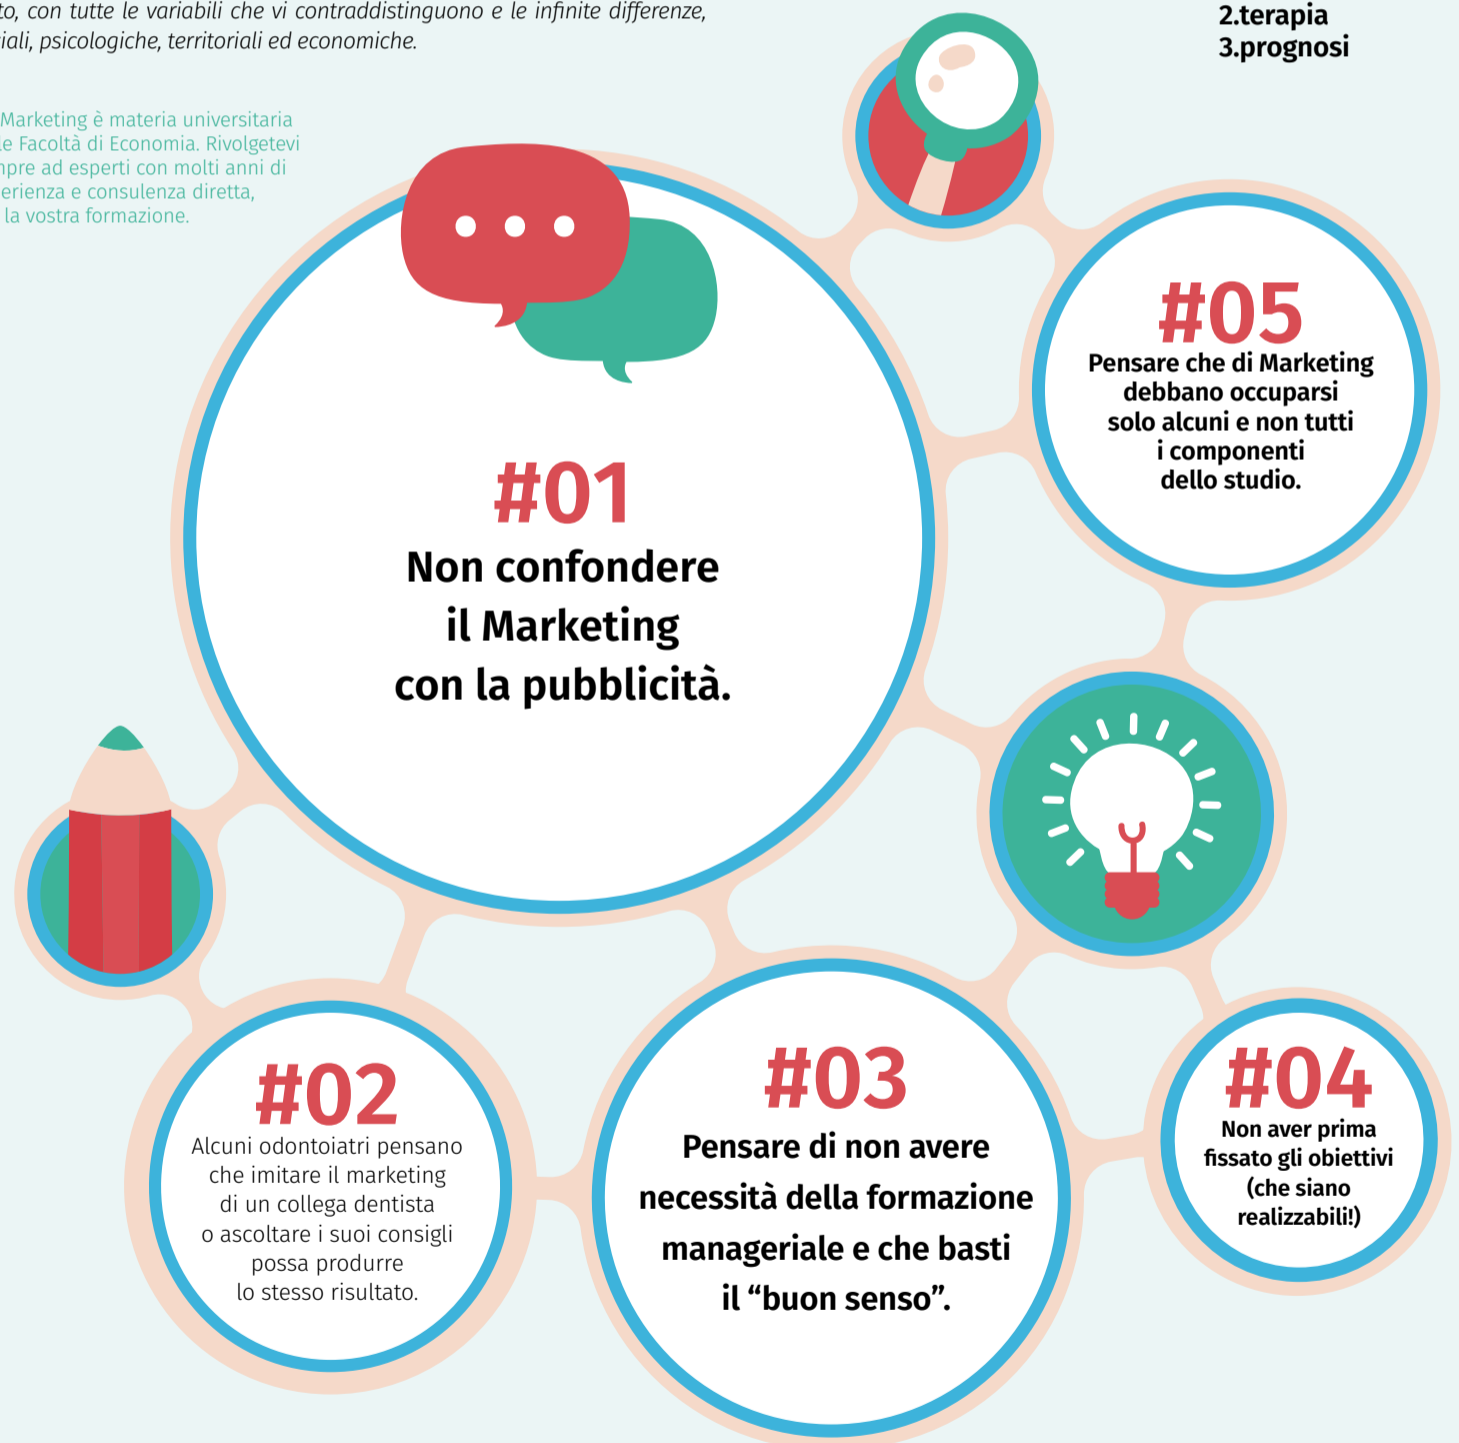 con tutte le variabili che vi contraddistinguono e le infinite differenze,
psicologiche, territoriali ed economiche.
2.terapia
3.prognosi
Marketing è materia universitaria
le Facoltà di Economia. Rivolgetevi
ad esperti con molti anni di
e consulenza diretta,
la vostra formazione.
#01
Non confondere
il Marketing
con la pubblicità.
#05
Pensare che di Marketing
debbano occuparsi
solo alcuni e non tutti
i componenti
dello studio.
#02
Alcuni odontoiatri pensano
che imitare il marketing
di un collega dentista
o ascoltare i suoi consigli
possa produrre
lo stesso risultato.
#03
Pensare di non avere
necessità della formazione
manageriale e che basti
il “buon senso”.
#04
Non aver prima
fissato gli obiettivi
(che siano
realizzabili!)